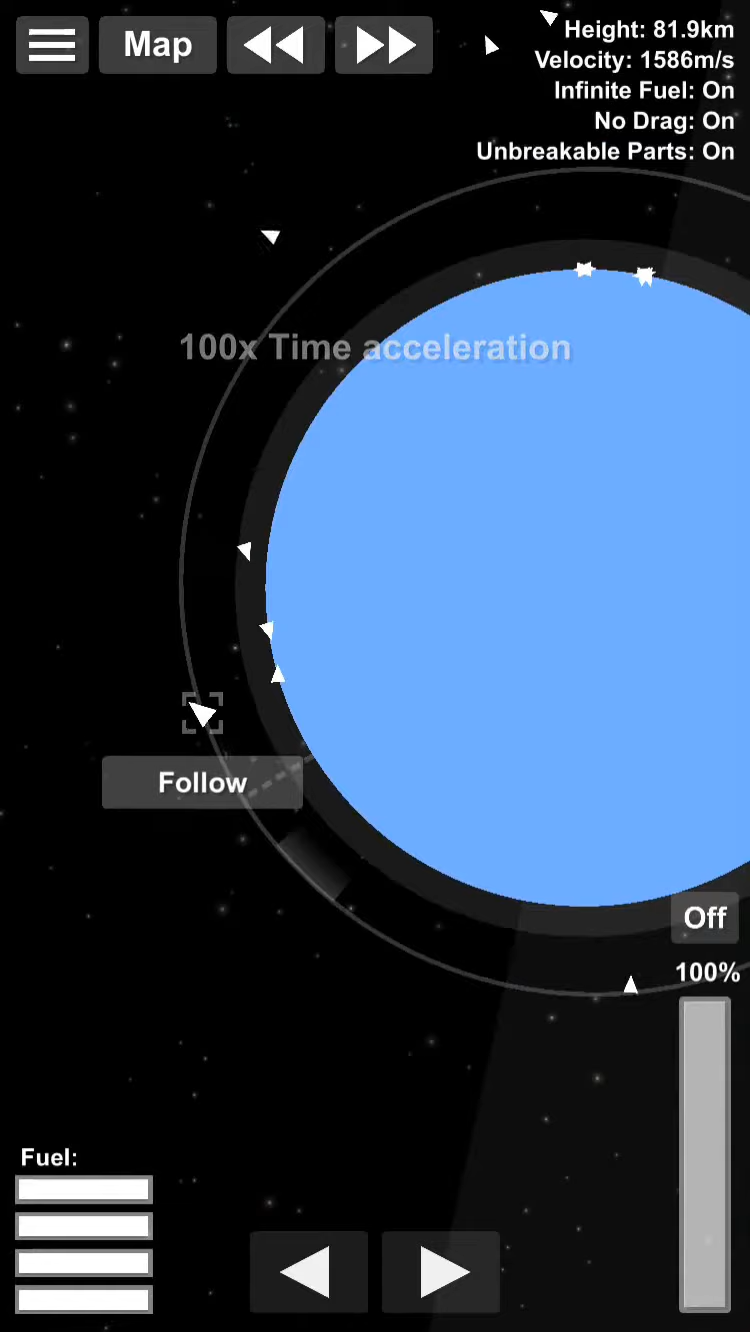 Map
Height: 81.9km
Velocity: 1586m/s
Infinite Fuel: On
No Drag: On
Unbreakable Parts: On
100x Time acceleration
Follow
Off
100%
Fuel: